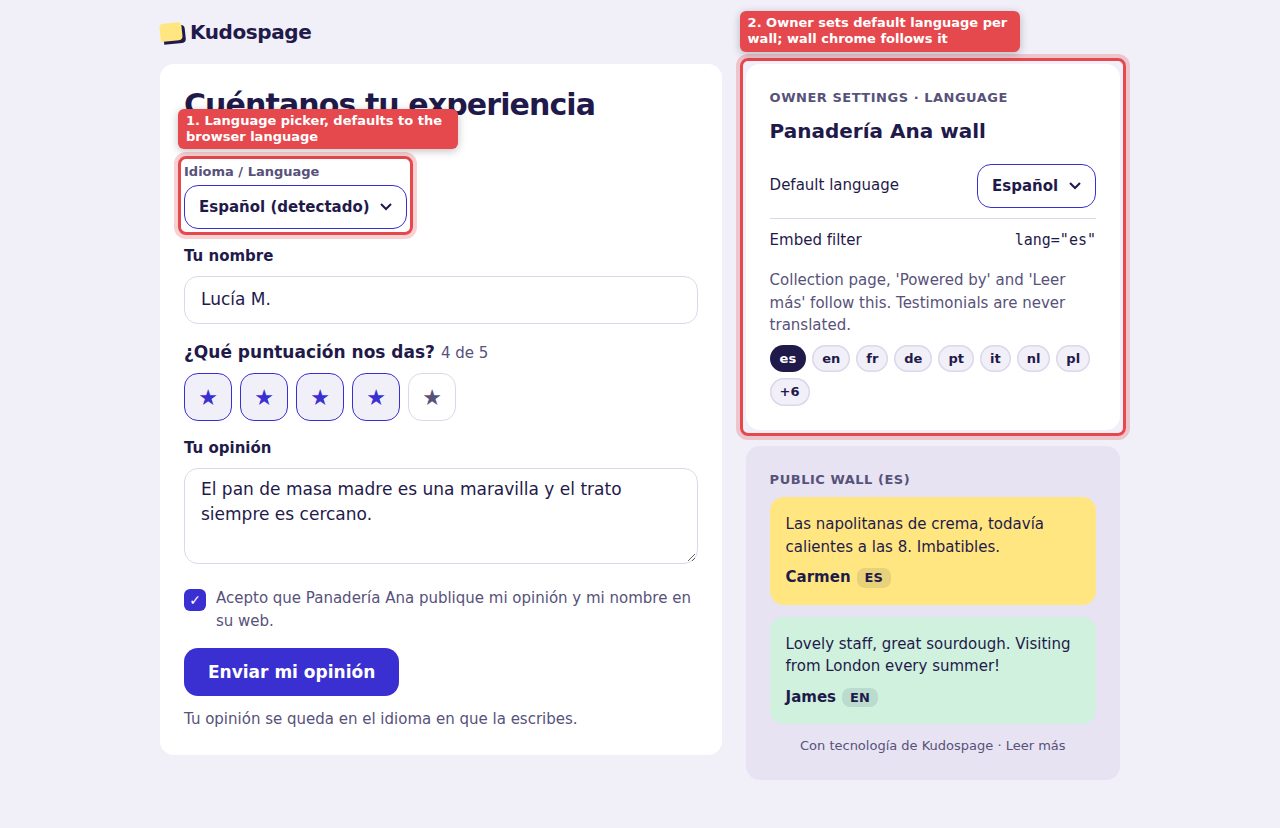 Kudospage
Cuéntanos tu experiencia
1. Language picker, defaults to the
browser language
Idioma / Language
Español (detectado)
Tu nombre
Lucía M.
¿Qué puntuación nos das? 4 de 5
★ ★ ★ ★ ★
Tu opinión
El pan de masa madre es una maravilla y el trato
siempre es cercano.
✓ Acepto que Panadería Ana publique mi opinión y mi nombre en
su web.
Enviar mi opinión
Tu opinión se queda en el idioma en que la escribes.
2. Owner sets default language per
wall; wall chrome follows it
OWNER SETTINGS · LANGUAGE
Panadería Ana wall
Default language Español
Embed filter lang="es"
Collection page, 'Powered by' and 'Leer
más' follow this. Testimonials are never
translated.
es en fr de pt it nl pl
+6
PUBLIC WALL (ES)
Las napolitanas de crema, todavía
calientes a las 8. Imbatibles.
Carmen ES
Lovely staff, great sourdough. Visiting
from London every summer!
James EN
Con tecnología de Kudospage · Leer más